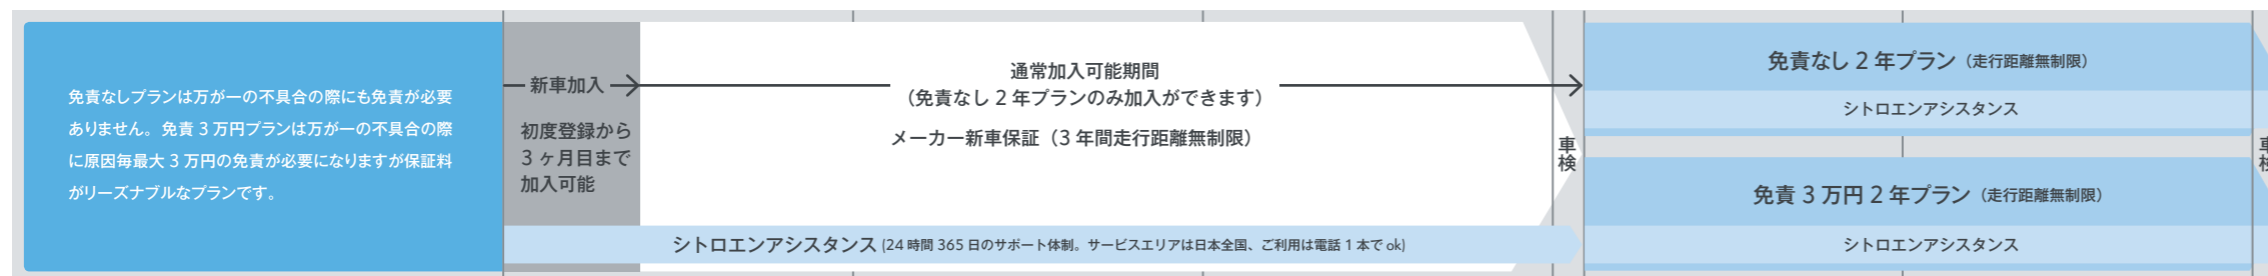 免責なしプランは万が一の不具合の際にも免責が必要
ありません。免責 3 万円プランは万が一の不具合の際
に原因毎最大 3 万円の免責が必要になりますが保証料
がリーズナブルなプランです。
新車加入
初度登録から
3 ヶ月目まで
加入可能
通常加入可能期間
（免責なし 2 年プランのみ加入ができます）
メーカー新車保証（3 年間走行距離無制限）
シトロエンアシスタンス (24 時間 365 日のサポート体制。サービスエリアは日本全国、ご利用は電話 1 本で ok)
車検
免責なし 2 年プラン（走行距離無制限）
シトロエンアシスタンス
免責 3 万円 2 年プラン（走行距離無制限）
シトロエンアシスタンス
車検